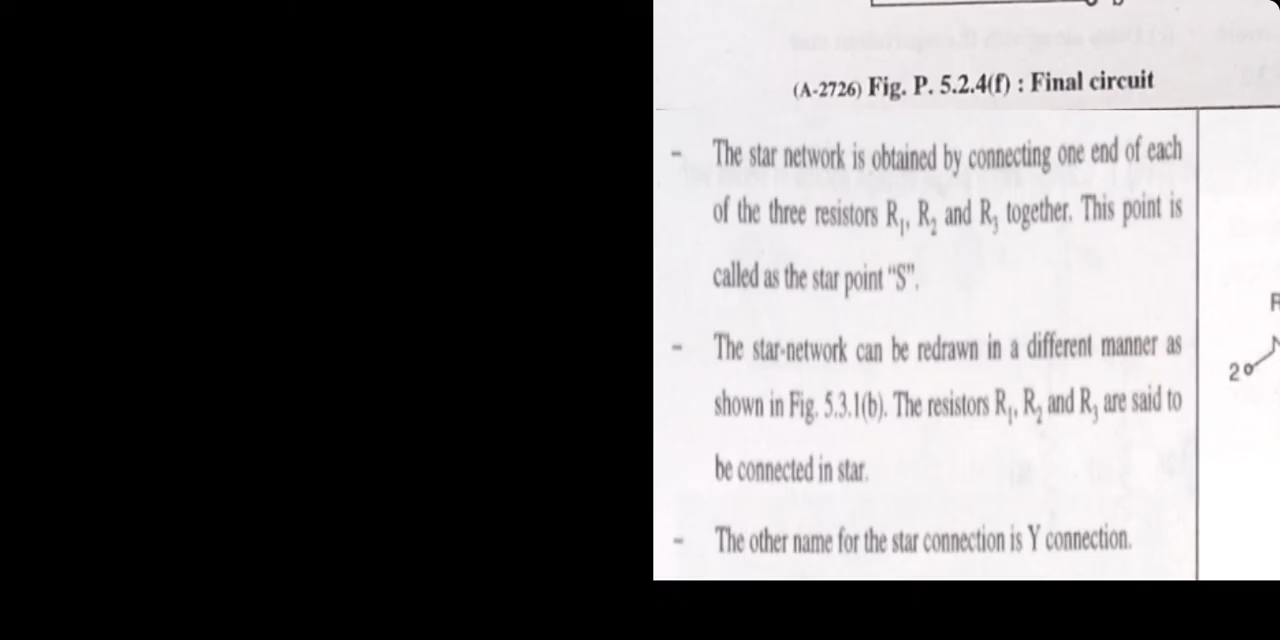 (A-2726) Fig. P. 5.2.4(f) : Final circuit
- The star network is obtained by connecting one end of each
of the three resistors R₁, R₂ and R₃ together. This point is
called as the star point “S”.
- The star-network can be redrawn in a different manner as
shown in Fig. 5.3.1(b). The resistors R₁, R₂ and R₃ are said to
be connected in star.
- The other name for the star connection is Y connection.
2